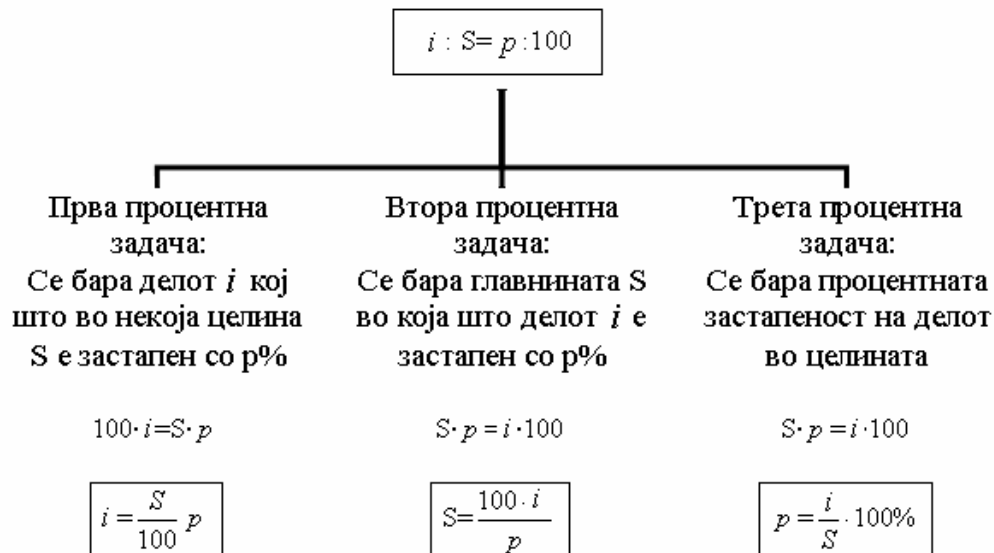 i : S= p :100
Прва процентна
задача:
Се бара делот i кој
што во некоја целина
S е застапен со p%
100· i=S· p
i = S/100 p
Втора процентна
задача:
Се бара главнината S
во која што делот i е
застапен со p%
S· p = i ·100
S= 100 · i / p
Трета процентна
задача:
Се бара процентната
застапеност на делот
во целината
S· p = i ·100
p = i/S · 100%